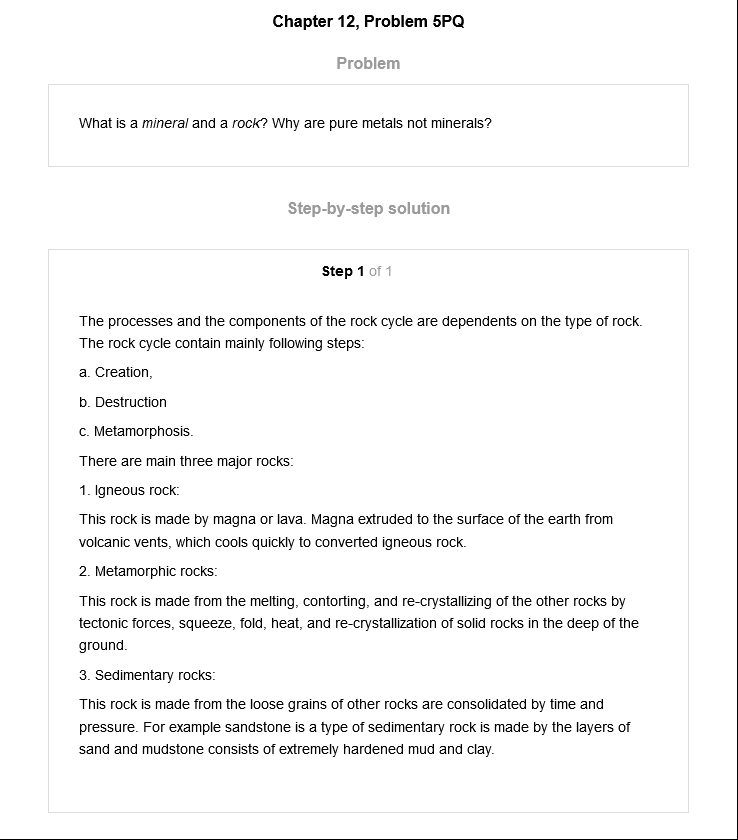 Chapter 12, Problem 5PQ
Problem
What is a mineral and a rock? Why are pure metals not minerals?
Step-by-step solution
Step 1 of 1
The processes and the components of the rock cycle are dependents on the type of rock.
The rock cycle contain mainly following steps:
a. Creation,
b. Destruction
c. Metamorphosis.
There are main three major rocks:
1. Igneous rock:
This rock is made by magna or lava. Magna extruded to the surface of the earth from
volcanic vents, which cools quickly to converted igneous rock.
2. Metamorphic rocks:
This rock is made from the melting, contorting, and re-crystallizing of the other rocks by
tectonic forces, squeeze, fold, heat, and re-crystallization of solid rocks in the deep of the
ground.
3. Sedimentary rocks:
This rock is made from the loose grains of other rocks are consolidated by time and
pressure. For example sandstone is a type of sedimentary rock is made by the layers of
sand and mudstone consists of extremely hardened mud and clay.